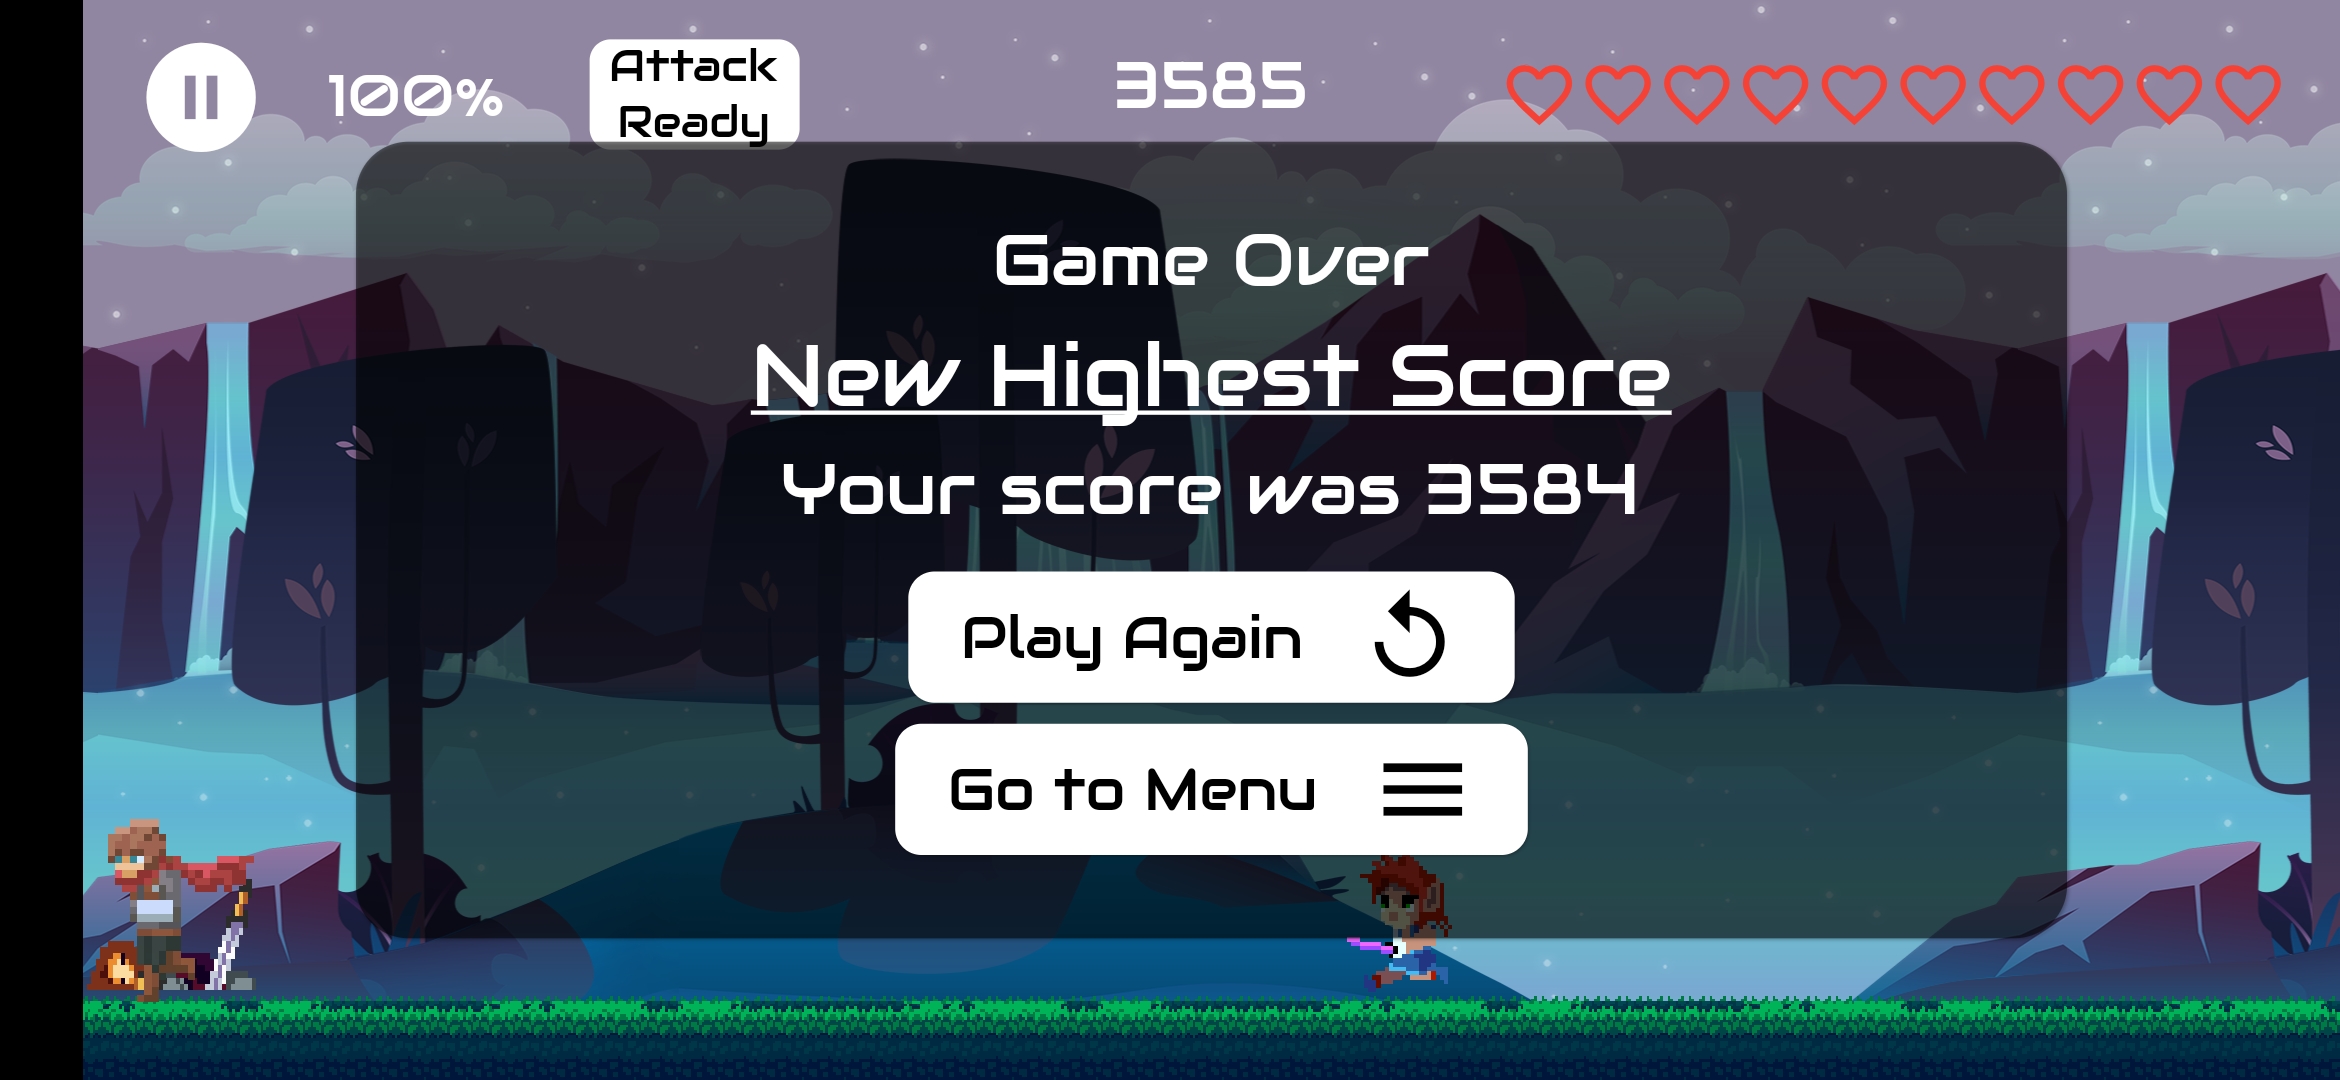 100%
Attack
Ready
3585
Game Over
New Highest Score
Your score was 3584
Play Again
Go to Menu